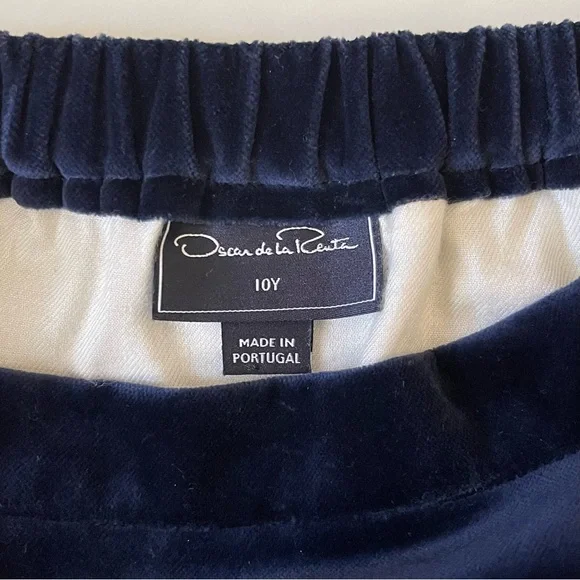 Oscar de la Renta
10Y
MADE IN
PORTUGAL